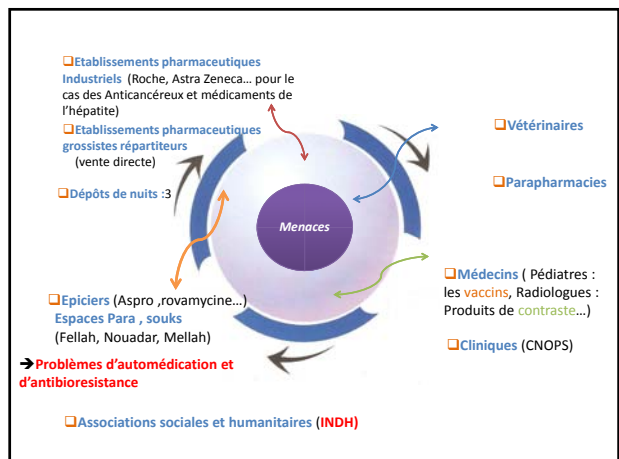 ❑Etablissements pharmaceutiques
Industriels (Roche, Astra Zeneca… pour le
cas des Anticancéreux et médicaments de
l’hépatite)
❑Etablissements pharmaceutiques
grossistes répartiteurs
(vente directe)
❑Dépôts de nuits :3
❑Vétérinaires
❑Parapharmacies
Menaces
❑Médecins ( Pédiatres :
les vaccins, Radiologues :
Produits de contraste…)
❑Cliniques (CNOPS)
❑Epiciers (Aspro ,rovamycine…)
Espaces Para , souks
(Fellah, Nouadar, Mellah)
➔Problèmes d’automédication et
d’antibioresistance
❑Associations sociales et humanitaires (INDH)